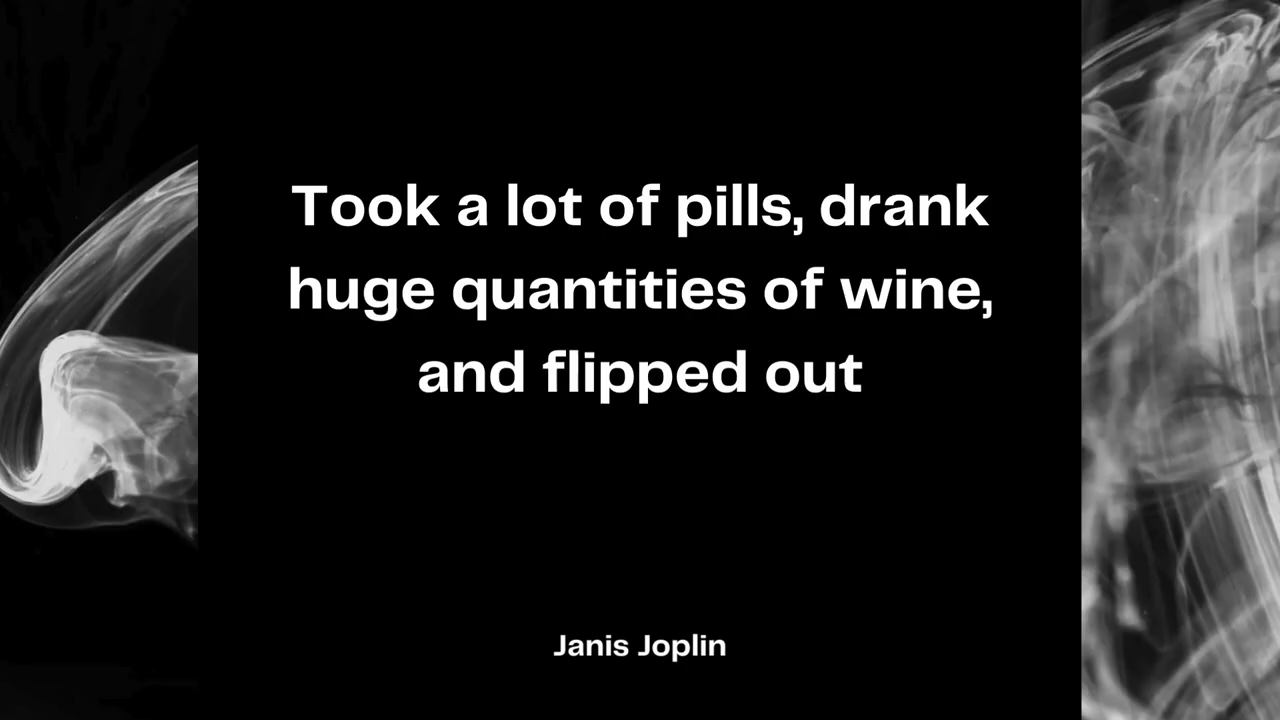 Took a lot of pills, drank
huge quantities of wine,
and flipped out
Janis Joplin